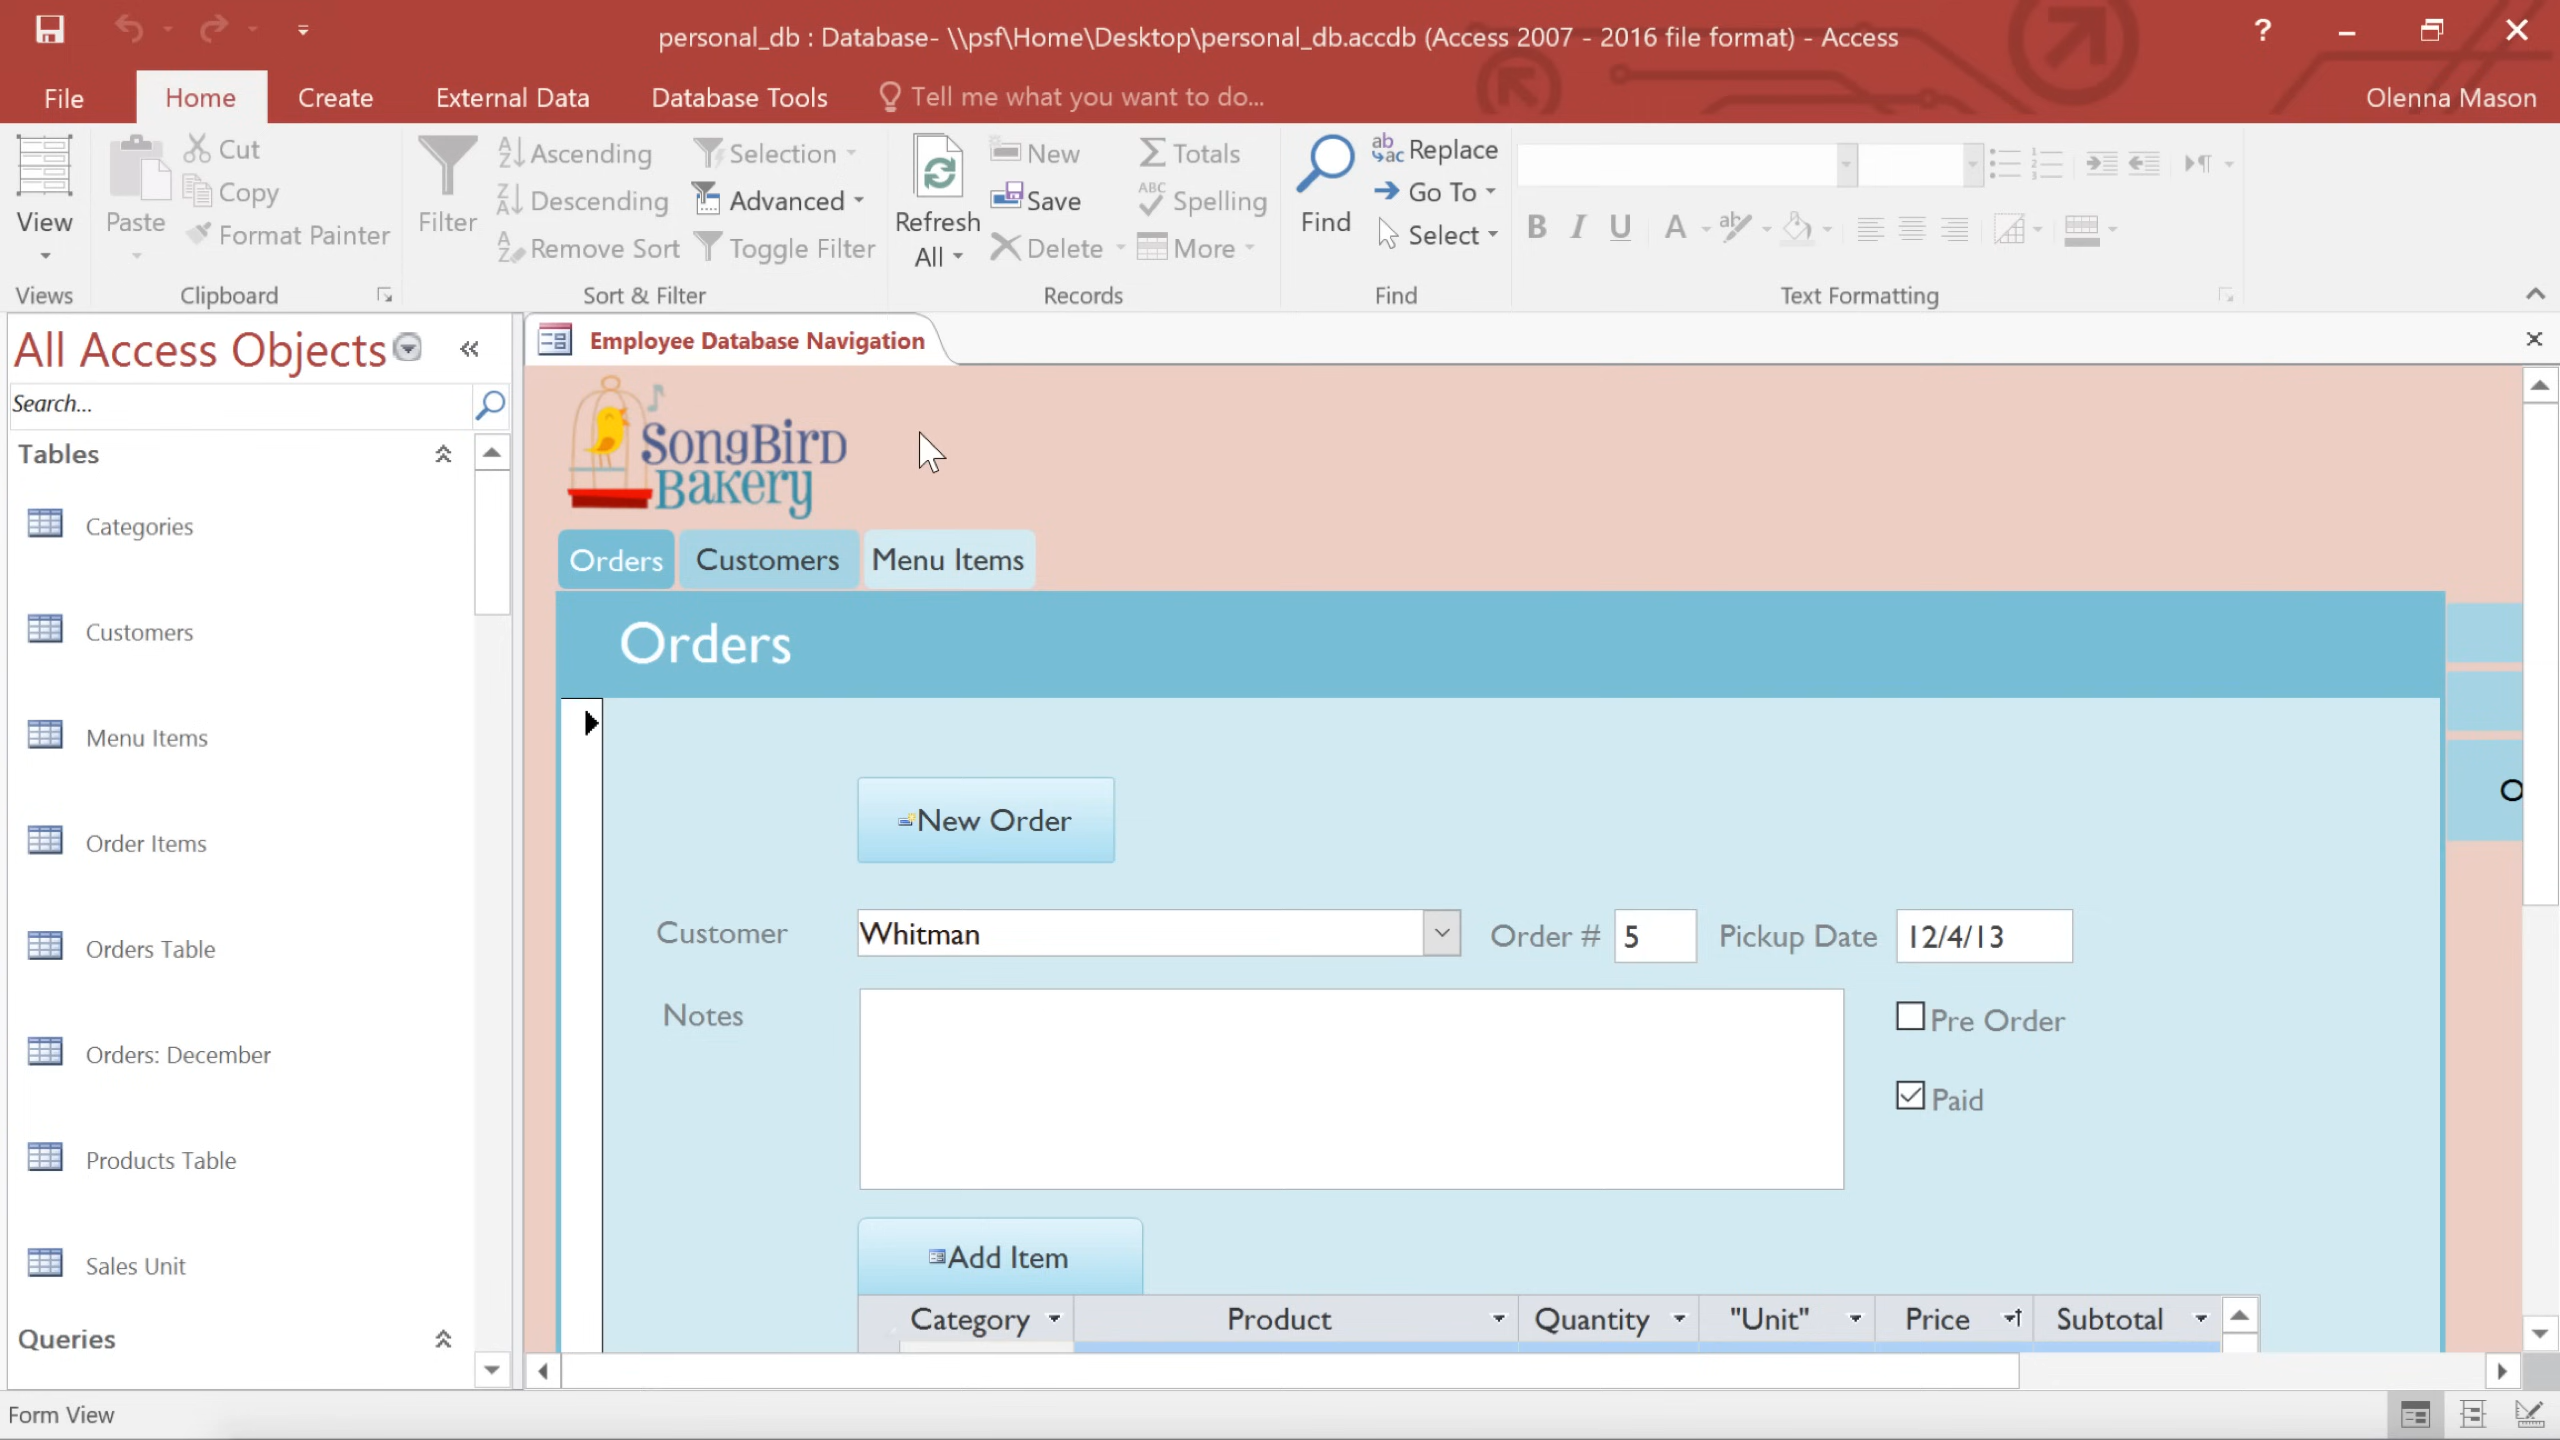 personal_db : Database- \\psf\Home\Desktop\personal_db.accdb (Access 2007 - 2016 file format) - Access
File
Home
Create
External Data
Database Tools
Tell me what you want to do...
Olenna Mason
View
Views
Paste
Cut
Copy
Format Painter
Clipboard
Filter
Ascending
Descending
Remove Sort
Selection
Advanced
Toggle Filter
Sort & Filter
Refresh
All
New
Save
Delete
Totals
Spelling
More
Records
Find
Replace
Go To
Select
Find
B I U A
Text Formatting
All Access Objects
Search...
Tables
Categories
Customers
Menu Items
Order Items
Orders Table
Orders: December
Products Table
Sales Unit
Queries
Employee Database Navigation
SongBird
Bakery
Orders
Customers
Menu Items
Orders
New Order
Customer
Whitman
Order # 5
Pickup Date 12/4/13
Notes
Pre Order
Paid
Add Item
Category
Product
Quantity
"Unit"
Price
Subtotal
Form View